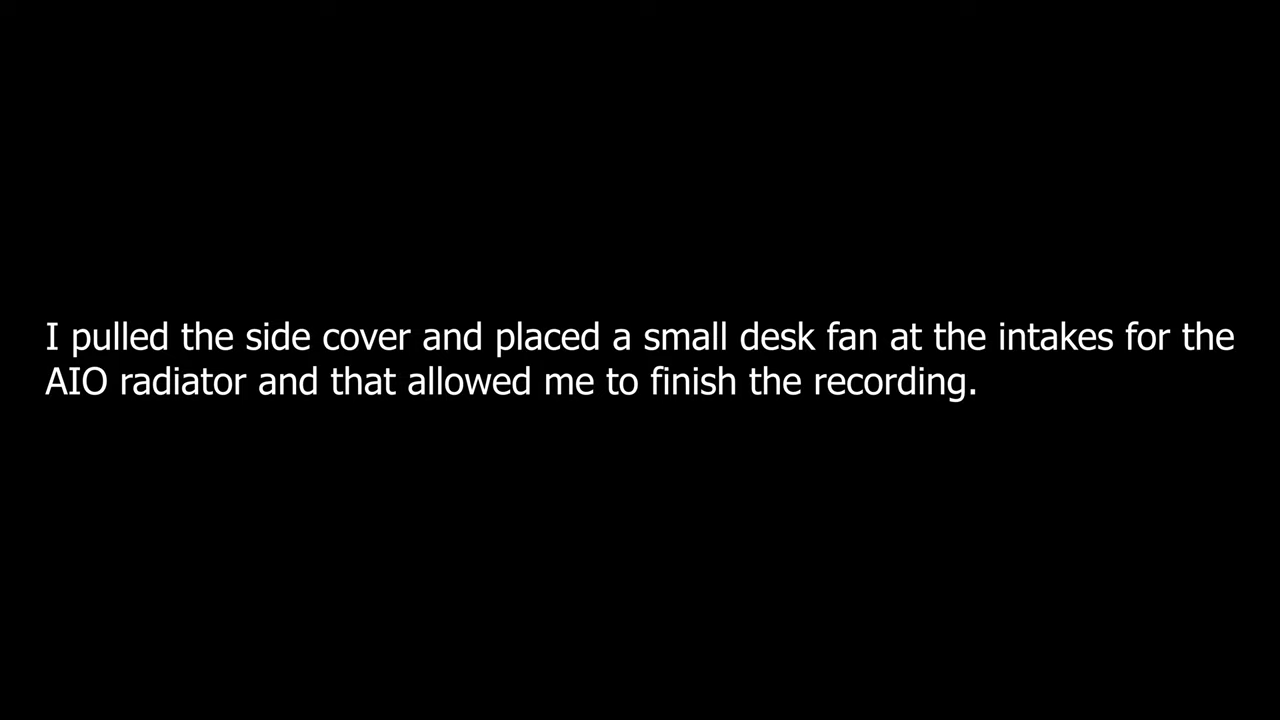 I pulled the side cover and placed a small desk fan at the intakes for the
AIO radiator and that allowed me to finish the recording.